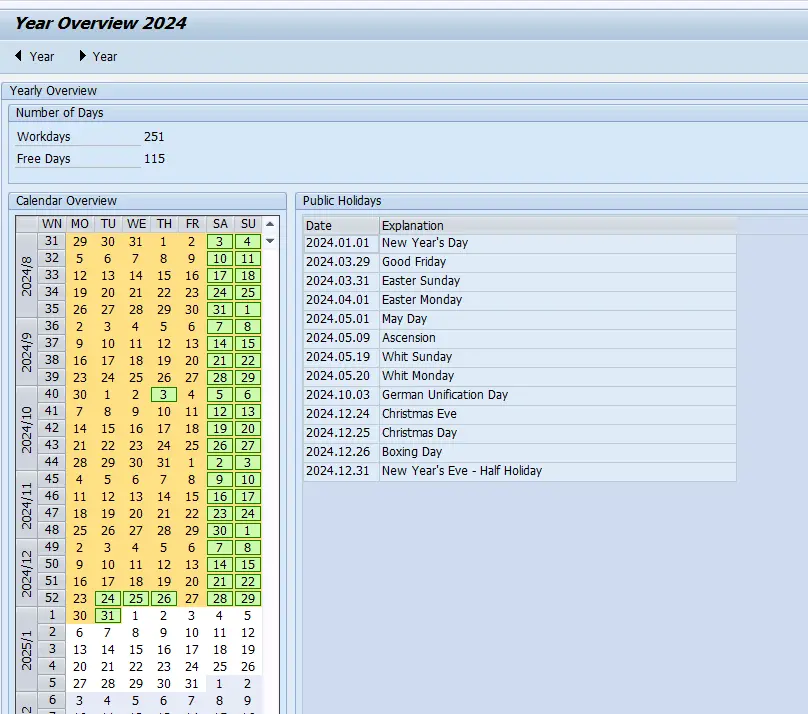 Year Overview 2024
Year Year
Yearly Overview
Number of Days
Workdays 251
Free Days 115
Calendar Overview
WN MO TU WE TH FR SA SU
2024/8
31 29 30 31 1 2 3 4
32 5 6 7 8 9 10 11
33 12 13 14 15 16 17 18
34 19 20 21 22 23 24 25
35 26 27 28 29 30 31 1
2024/9
36 2 3 4 5 6 7 8
37 9 10 11 12 13 14 15
38 16 17 18 19 20 21 22
39 23 24 25 26 27 28 29
2024/10
40 30 1 2 3 4 5 6
41 7 8 9 10 11 12 13
42 14 15 16 17 18 19 20
43 21 22 23 24 25 26 27
44 28 29 30 31 1 2 3
2024/11
45 4 5 6 7 8 9 10
46 11 12 13 14 15 16 17
47 18 19 20 21 22 23 24
48 25 26 27 28 29 30 1
2024/12
49 2 3 4 5 6 7 8
50 9 10 11 12 13 14 15
51 16 17 18 19 20 21 22
52 23 24 25 26 27 28 29
2025/1
1 30 31 1 2 3 4 5
2 6 7 8 9 10 11 12
3 13 14 15 16 17 18 19
4 20 21 22 23 24 25 26
5 27 28 29 30 31 1 2
6 3 4 5 6 7 8 9
Public Holidays
Date Explanation
2024.01.01 New Year's Day
2024.03.29 Good Friday
2024.03.31 Easter Sunday
2024.04.01 Easter Monday
2024.05.01 May Day
2024.05.09 Ascension
2024.05.19 Whit Sunday
2024.05.20 Whit Monday
2024.10.03 German Unification Day
2024.12.24 Christmas Eve
2024.12.25 Christmas Day
2024.12.26 Boxing Day
2024.12.31 New Year's Eve - Half Holiday